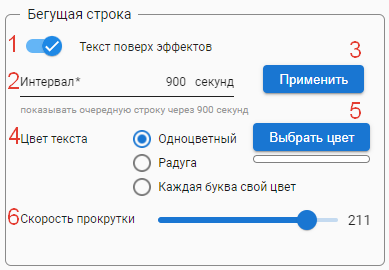 Бегущая строка
1 Текст поверх эффектов
3
2 Интервал* 900 секунд Применить
показывать очередную строку через 900 секунд
5
4 Цвет текста Одноцветный Выбрать цвет
Радуга
Каждая буква свой цвет
6 Скорость прокрутки 211